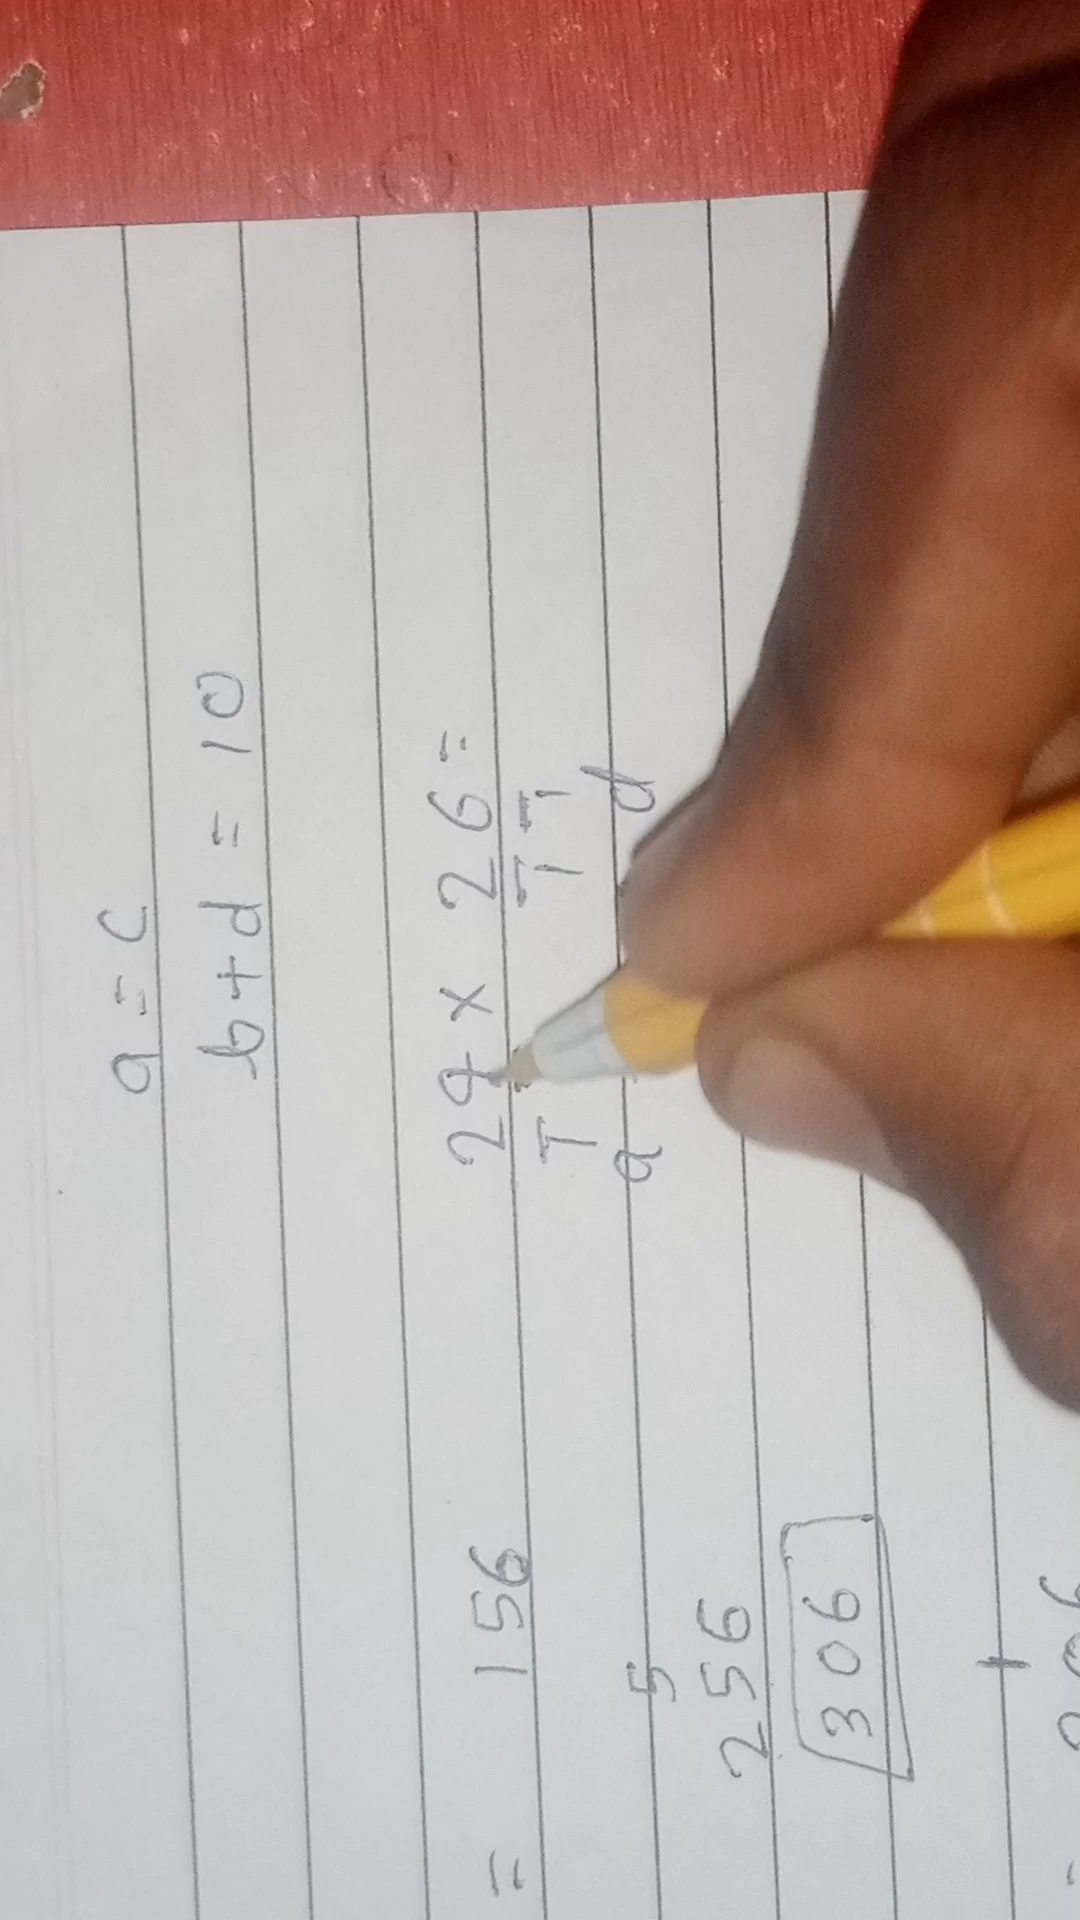 a = c
b + d = 10
24 × 26 =
a d
= 156
5
256
306